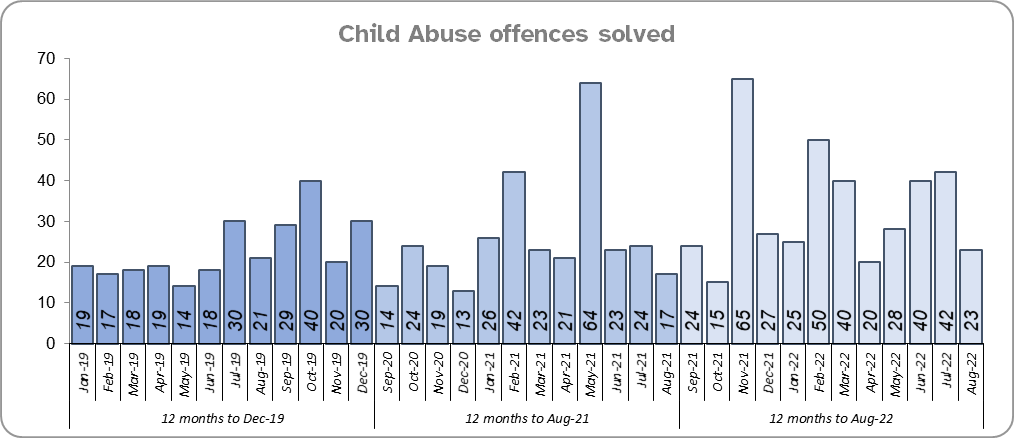 Child Abuse offences solved
70
60
50
40
30
20
10
0
19 17 18 19 14 18 30 21 29 40 20 30 14 24 19 13 26 42 23 21 64 23 24 17 24 15 65 27 25 50 40 20 28 40 42 23
Jan-19 Feb-19 Mar-19 Apr-19 May-19 Jun-19 Jul-19 Aug-19 Sep-19 Oct-19 Nov-19 Dec-19 Sep-20 Oct-20 Nov-20 Dec-20 Jan-21 Feb-21 Mar-21 Apr-21 May-21 Jun-21 Jul-21 Aug-21 Sep-21 Oct-21 Nov-21 Dec-21 Jan-22 Feb-22 Mar-22 Apr-22 May-22 Jun-22 Jul-22 Aug-22
12 months to Dec-19 12 months to Aug-21 12 months to Aug-22